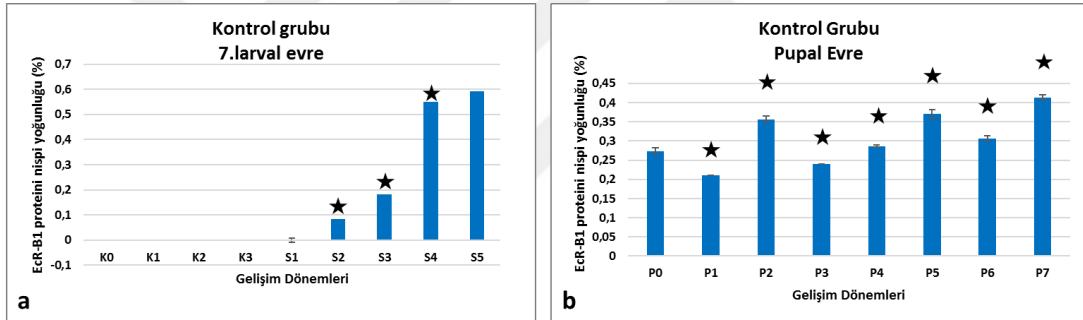 Kontrol grubu
7.larval evre
EcR-B1 proteini nispi yoğunluğu (%)
0,7
0,6
0,5
0,4
0,3
0,2
0,1
0
-0,1
K0 K1 K2 K3 S1 S2 S3 S4 S5
Gelişim Dönemleri
a
Kontrol Grubu
Pupal Evre
EcR-B1 proteini nispi yoğunluğu (%)
0,45
0,4
0,35
0,3
0,25
0,2
0,15
0,1
0,05
0
P0 P1 P2 P3 P4 P5 P6 P7
Gelişim Dönemleri
b